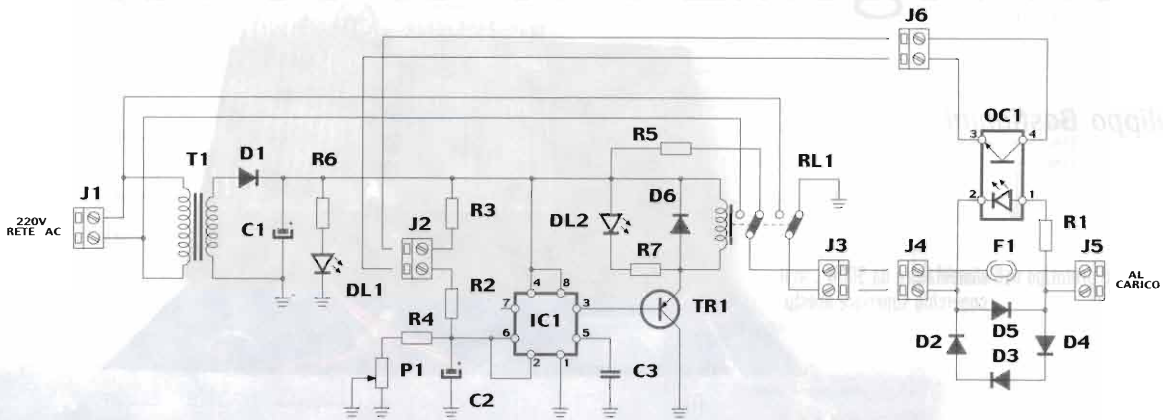 J6
OC1
3
4
2
1
R5
RL1
T1
D1
R6
D6
J1
R3
DL2
R1
220V
RETE AC
C1
J2
J3
J4
F1
J5
R7
AL
CARICO
DL1
R2
4
8
TR1
7
3
IC1
D5
R4
6
5
D2
D4
D3
P1
2
1
C3
C2